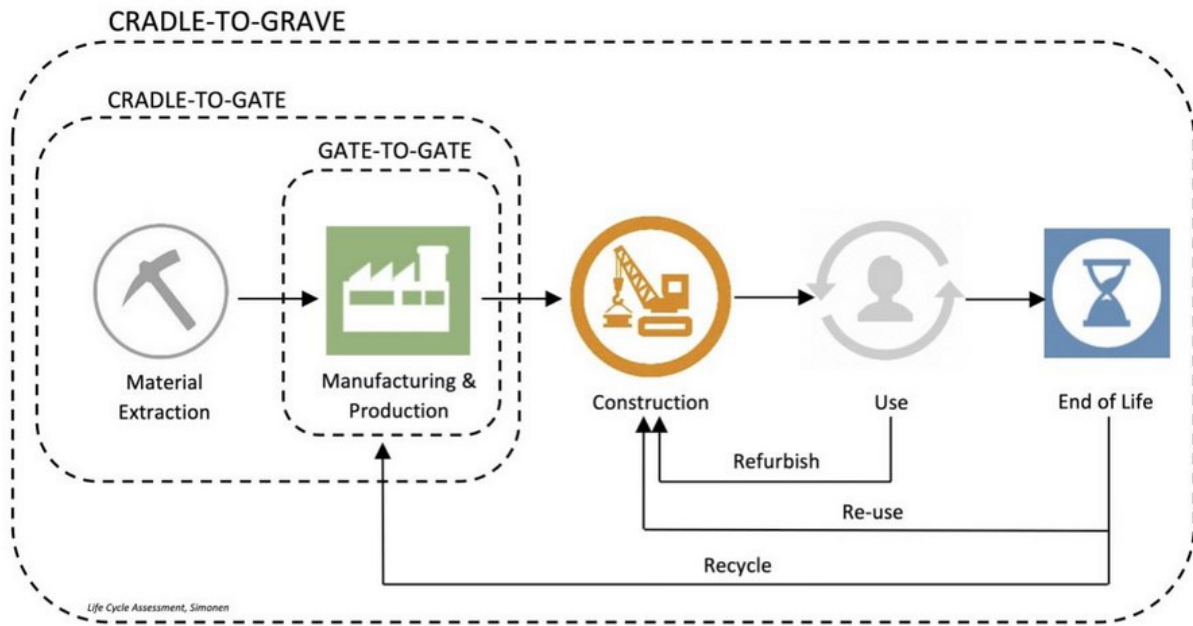 CRADLE-TO-GRAVE
CRADLE-TO-GATE
GATE-TO-GATE
Material
Extraction
Manufacturing &
Production
Construction
Use
End of Life
Refurbish
Re-use
Recycle
Life Cycle Assessment, Simonen